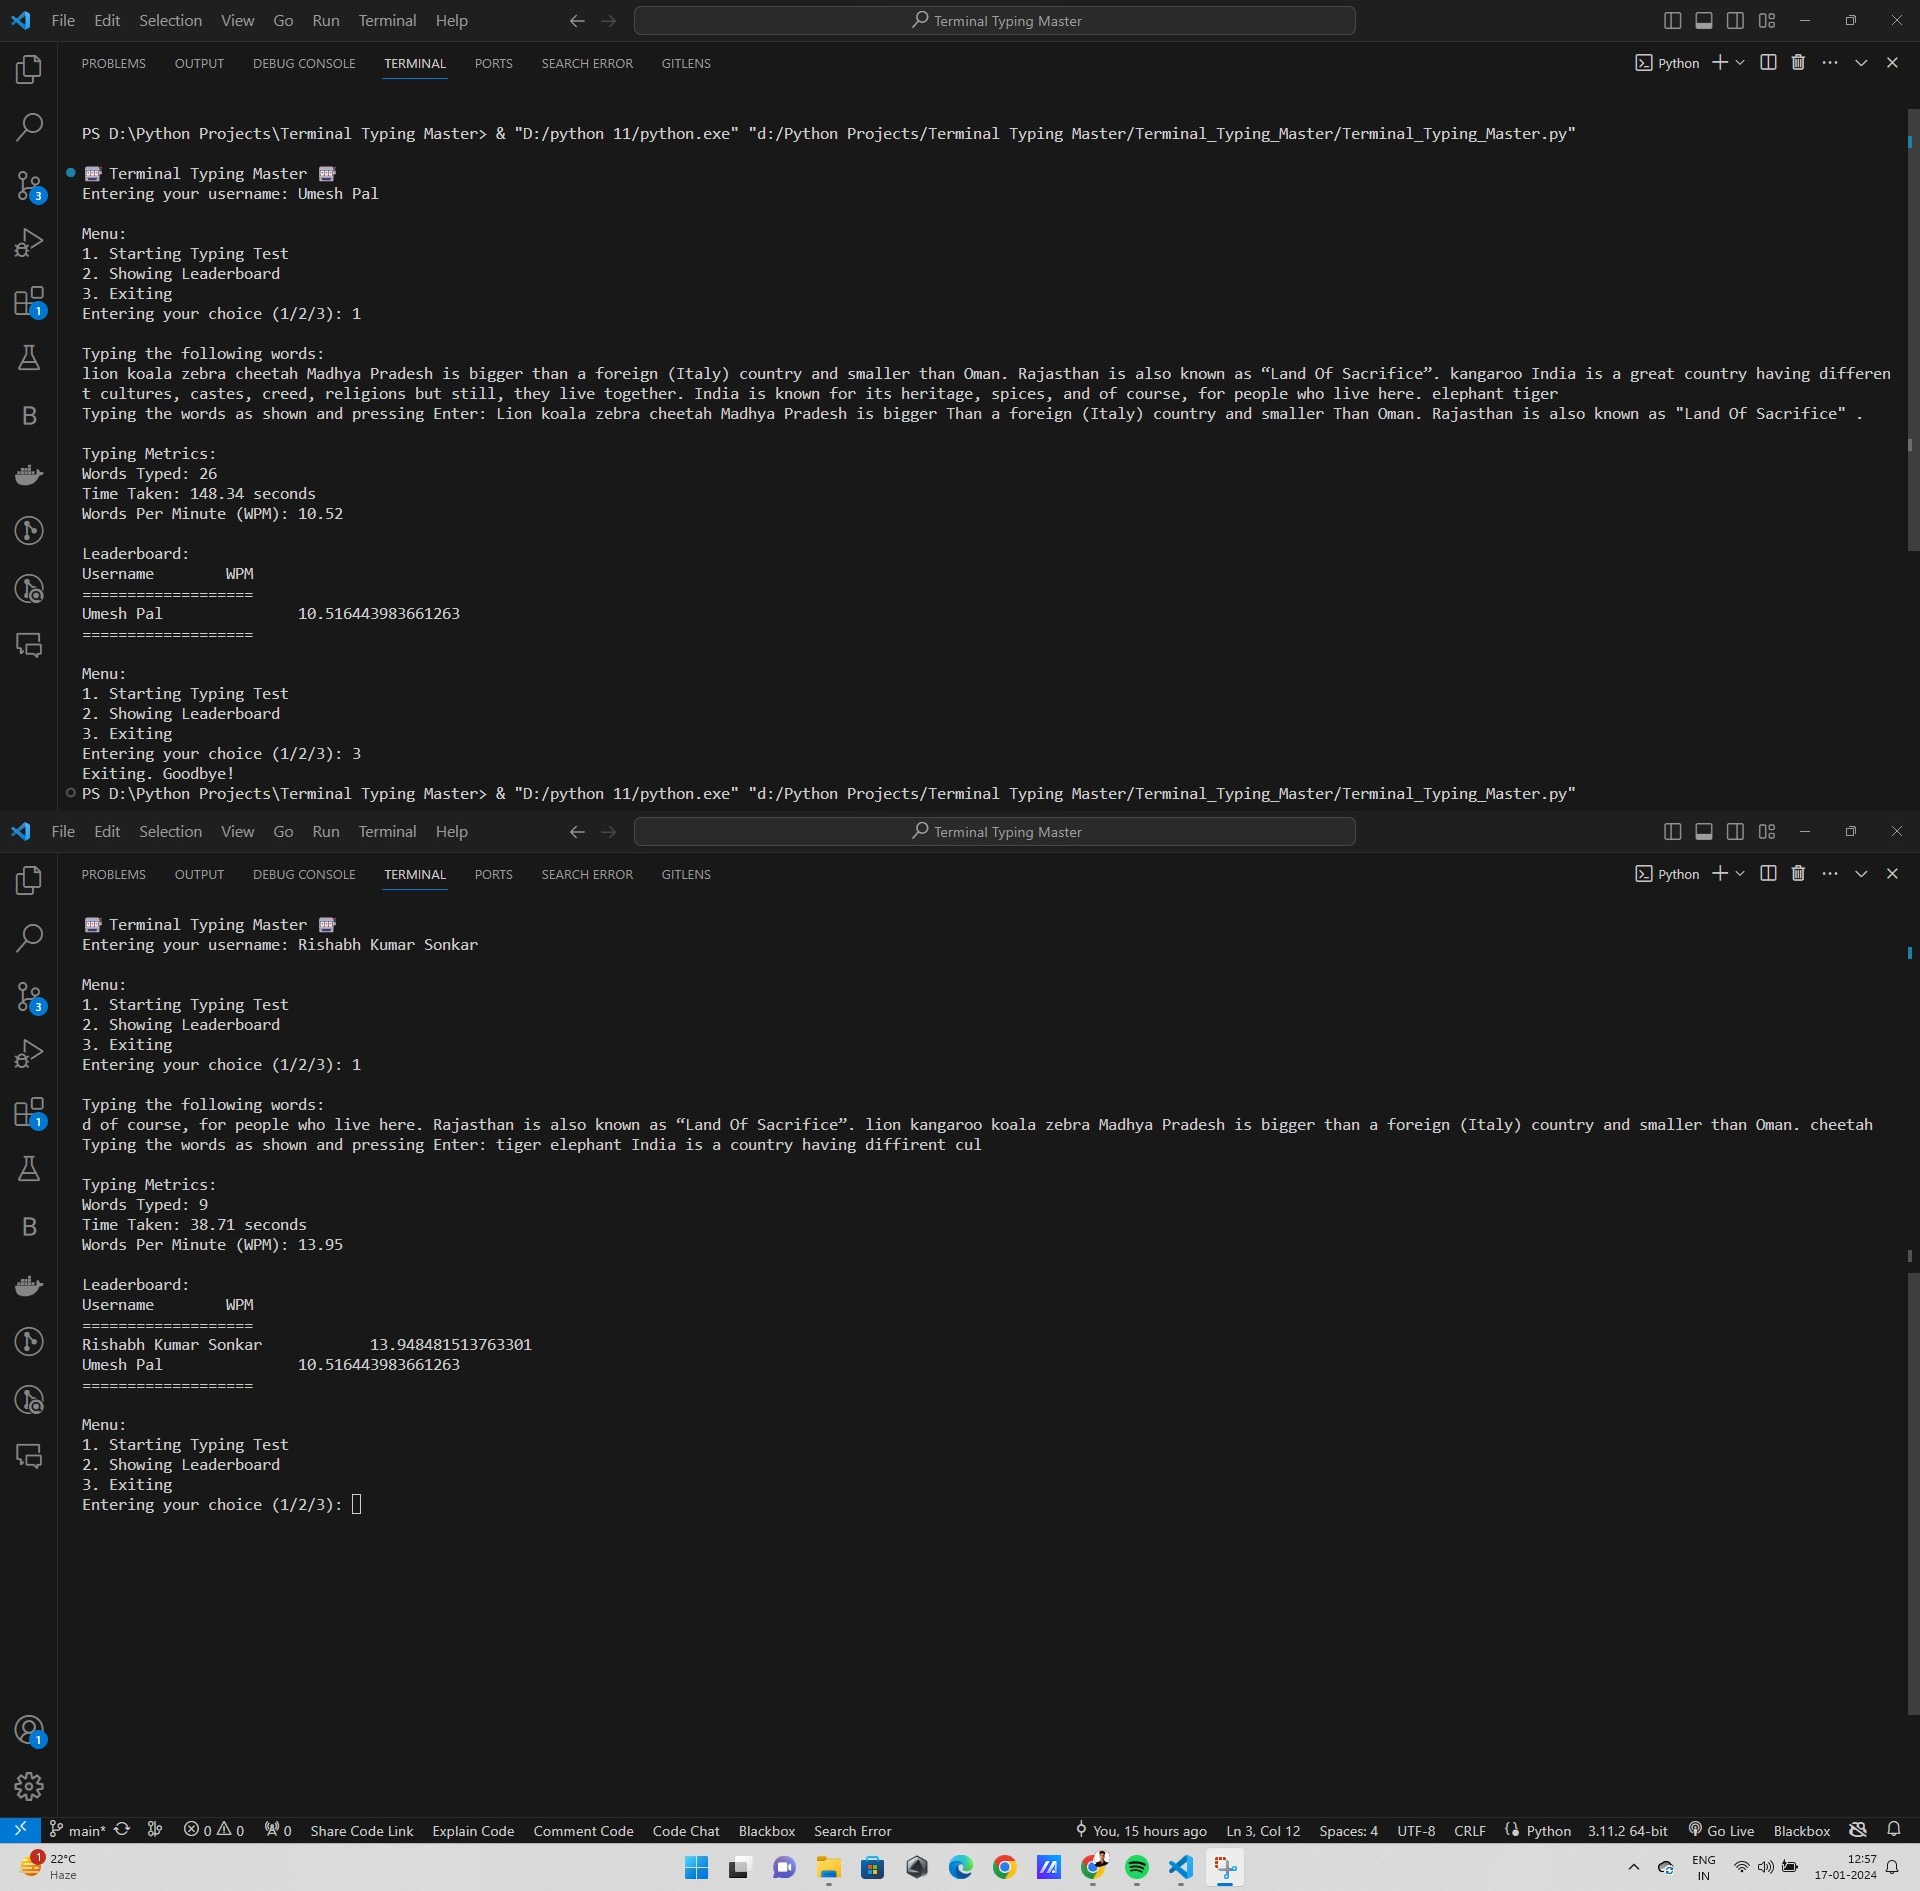 File Edit Selection View Go Run Terminal Help
Terminal Typing Master
PROBLEMS OUTPUT DEBUG CONSOLE TERMINAL PORTS SEARCH ERROR GITLENS
Python
PS D:\Python Projects\Terminal Typing Master> & "D:/python 11/python.exe" "d:/Python Projects/Terminal Typing Master/Terminal_Typing_Master/Terminal_Typing_Master.py"
Terminal Typing Master
Entering your username: Umesh Pal
Menu:
1. Starting Typing Test
2. Showing Leaderboard
3. Exiting
Entering your choice (1/2/3): 1
Typing the following words:
lion koala zebra cheetah Madhya Pradesh is bigger than a foreign (Italy) country and smaller than Oman. Rajasthan is also known as “Land Of Sacrifice”. kangaroo India is a great country having differen
t cultures, castes, creed, religions but still, they live together. India is known for its heritage, spices, and of course, for people who live here. elephant tiger
Typing the words as shown and pressing Enter: Lion koala zebra cheetah Madhya Pradesh is bigger Than a foreign (Italy) country and smaller Than Oman. Rajasthan is also known as "Land Of Sacrifice" .
Typing Metrics:
Words Typed: 26
Time Taken: 148.34 seconds
Words Per Minute (WPM): 10.52
Leaderboard:
Username WPM
===================
Umesh Pal 10.516443983661263
===================
Menu:
1. Starting Typing Test
2. Showing Leaderboard
3. Exiting
Entering your choice (1/2/3): 3
Exiting. Goodbye!
PS D:\Python Projects\Terminal Typing Master> & "D:/python 11/python.exe" "d:/Python Projects/Terminal Typing Master/Terminal_Typing_Master/Terminal_Typing_Master.py"
3
1
B
File Edit Selection View Go Run Terminal Help
Terminal Typing Master
PROBLEMS OUTPUT DEBUG CONSOLE TERMINAL PORTS SEARCH ERROR GITLENS
Python
Terminal Typing Master
Entering your username: Rishabh Kumar Sonkar
Menu:
1. Starting Typing Test
2. Showing Leaderboard
3. Exiting
Entering your choice (1/2/3): 1
Typing the following words:
d of course, for people who live here. Rajasthan is also known as “Land Of Sacrifice”. lion kangaroo koala zebra Madhya Pradesh is bigger than a foreign (Italy) country and smaller than Oman. cheetah
Typing the words as shown and pressing Enter: tiger elephant India is a country having diffirent cul
Typing Metrics:
Words Typed: 9
Time Taken: 38.71 seconds
Words Per Minute (WPM): 13.95
Leaderboard:
Username WPM
===================
Rishabh Kumar Sonkar 13.948481513763301
Umesh Pal 10.516443983661263
===================
Menu:
1. Starting Typing Test
2. Showing Leaderboard
3. Exiting
Entering your choice (1/2/3):
3
1
B
1
main* 0 0 0 Share Code Link Explain Code Comment Code Code Chat Blackbox Search Error You, 15 hours ago Ln 3, Col 12 Spaces: 4 UTF-8 CRLF Python 3.11.2 64-bit Go Live Blackbox
1 22°C
Haze
ENG
IN
12:57
17-01-2024